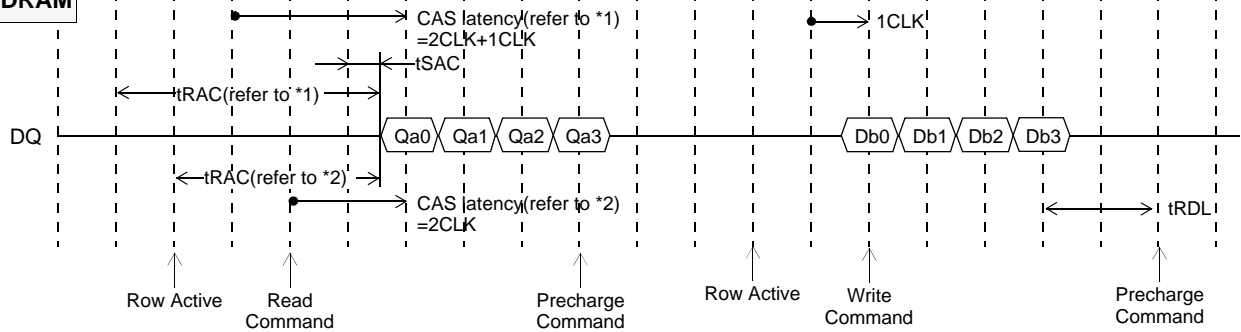 DRAM
CAS latency(refer to *1)
=2CLK+1CLK
1CLK
tSAC
tRAC(refer to *1)
DQ
Qa0 Qa1 Qa2 Qa3 Db0 Db1 Db2 Db3
tRAC(refer to *2)
CAS latency(refer to *2)
=2CLK
tRDL
Row Active
Read
Command
Precharge
Command
Row Active
Write
Command
Precharge
Command